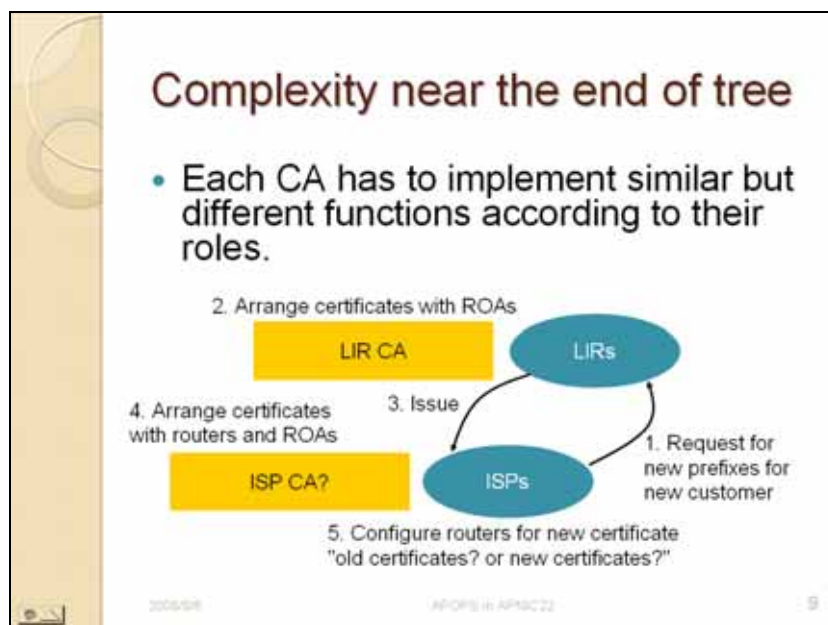 Complexity near the end of tree
• Each CA has to implement similar but
different functions according to their
roles.
2. Arrange certificates with ROAs
LIR CA
LIRs
3. Issue
4. Arrange certificates
with routers and ROAs
1. Request for
new prefixes for
new customer
ISP CA?
ISPs
5. Configure routers for new certificate
"old certificates? or new certificates?"
APOPS in APNIC22
9